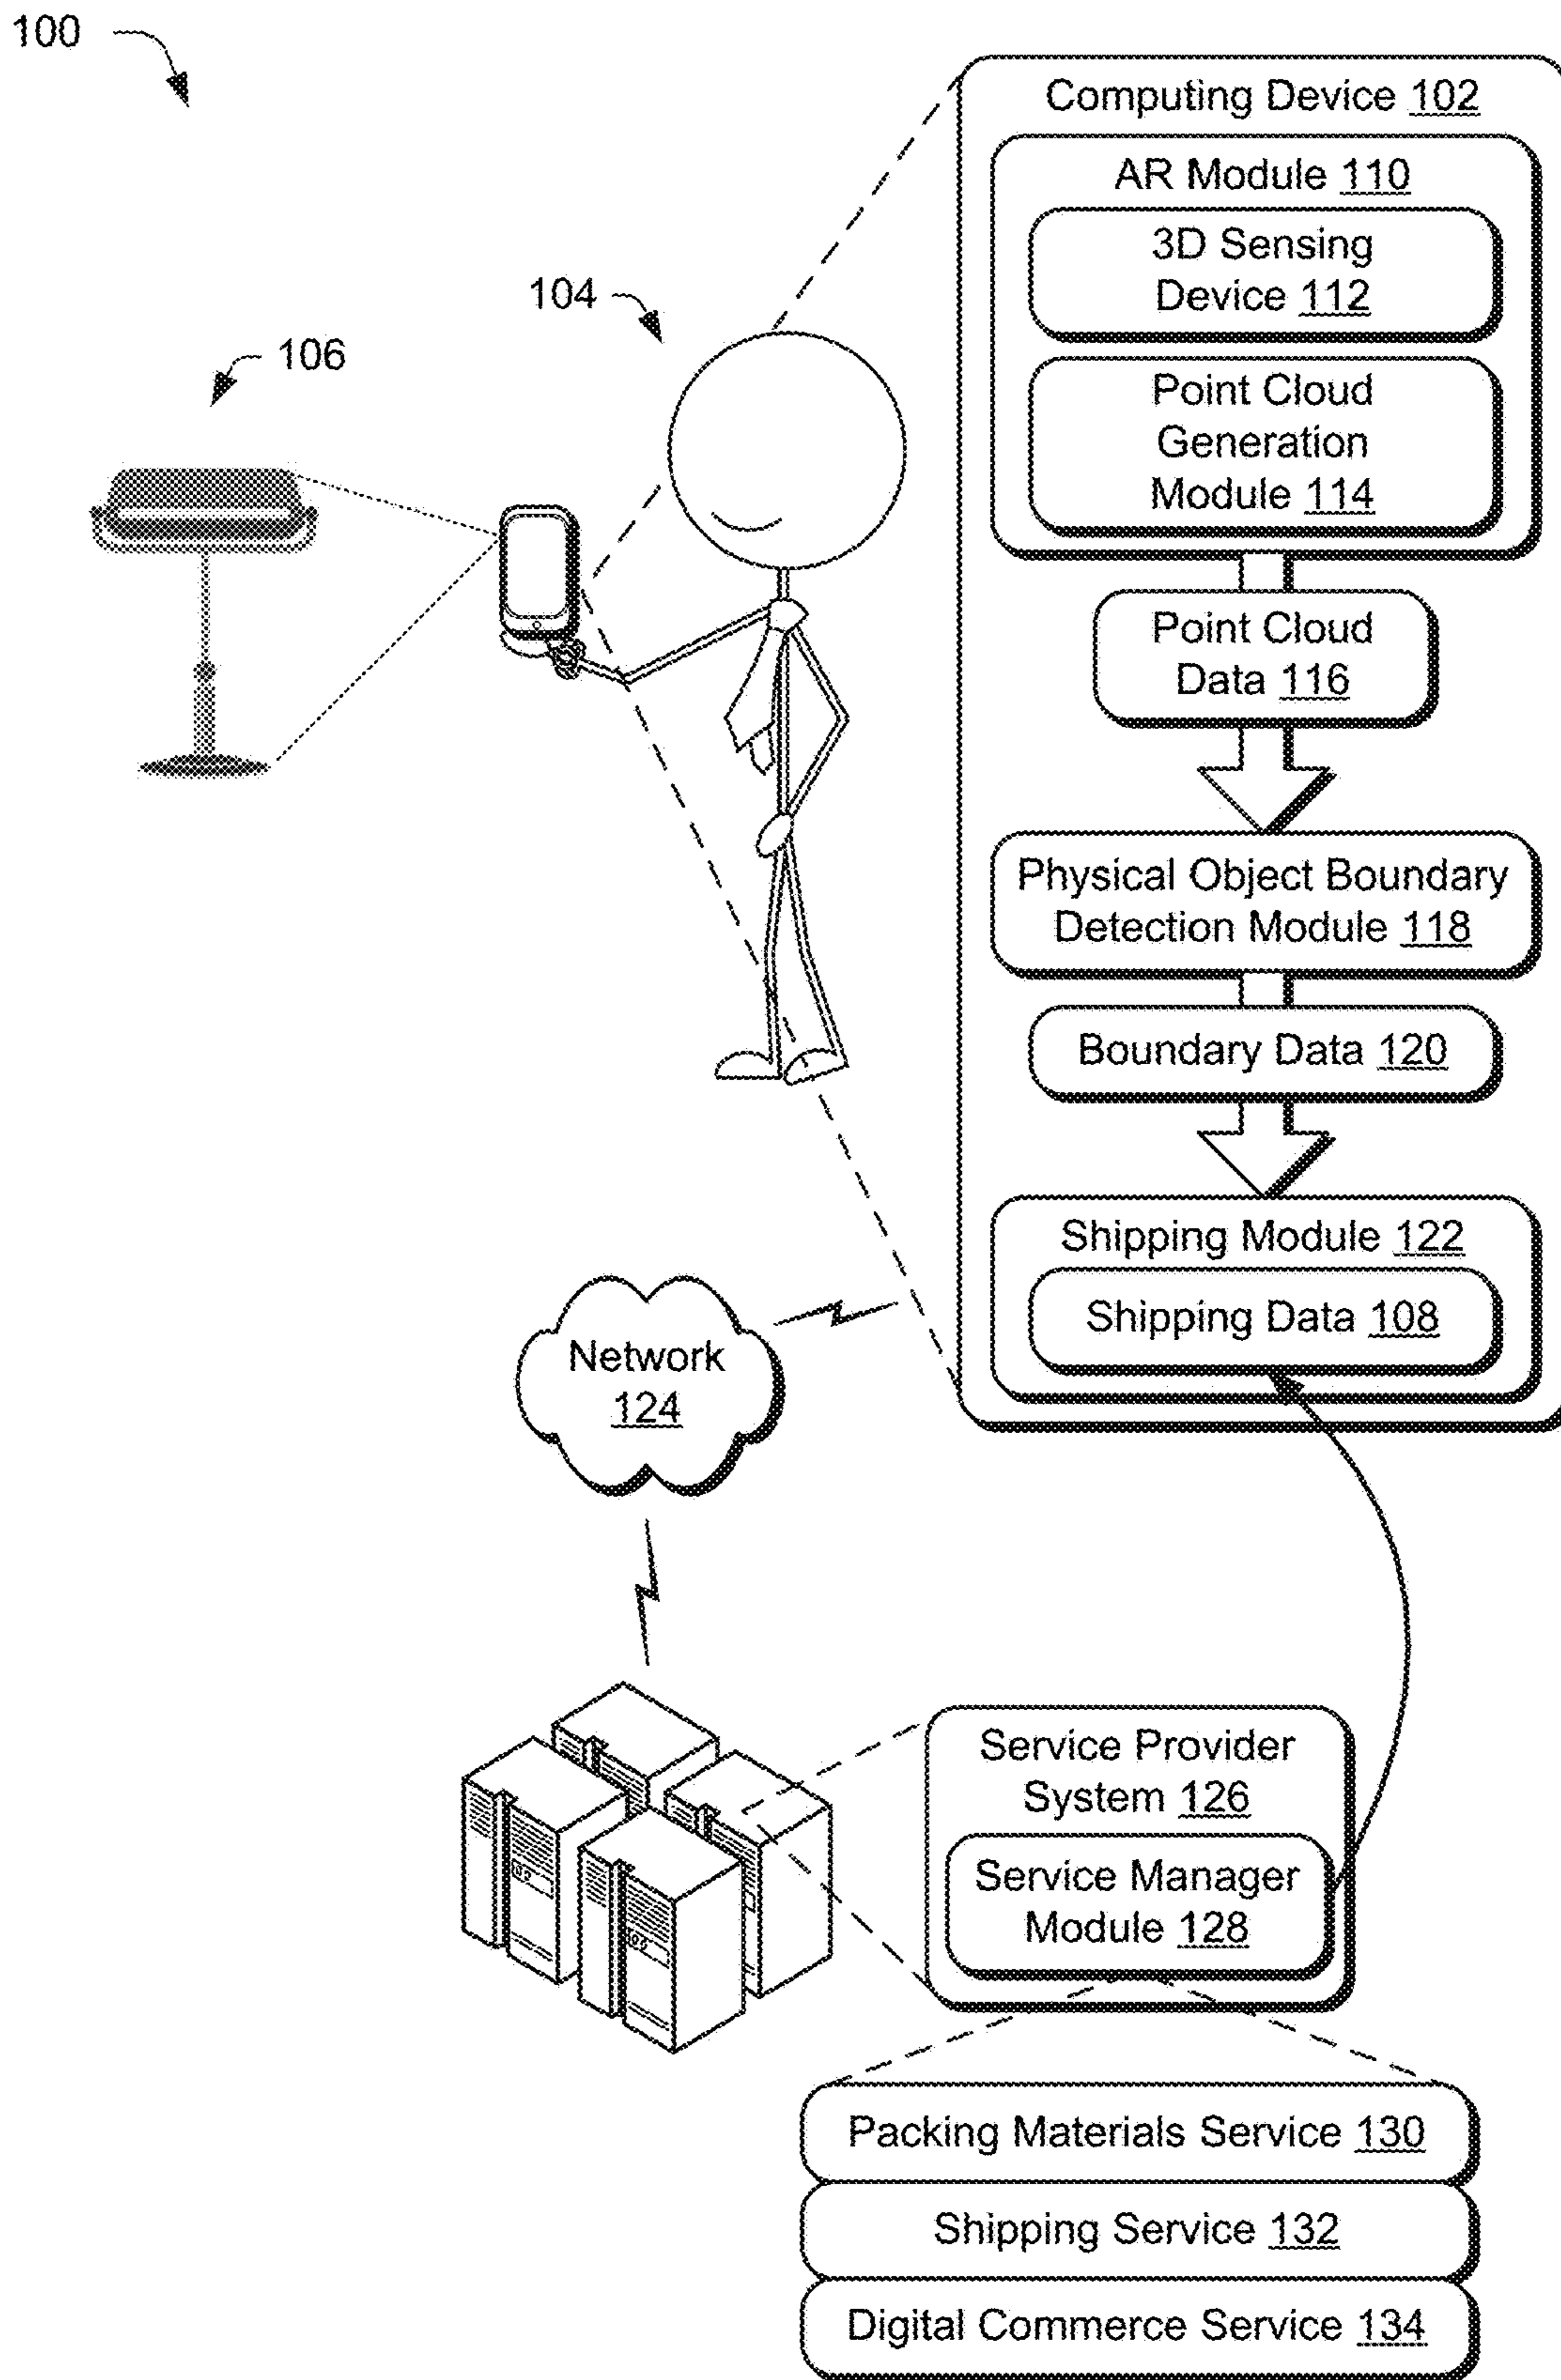 100
Computing Device 102
AR Module 110
3D Sensing
Device 112
104
106
Point Cloud
Generation
Module 114
Point Cloud
Data 116
Physical Object Boundary
Detection Module 118
Boundary Data 120
Shipping Module 122
Shipping Data 108
Network
124
Service Provider
System 126
Service Manager
Module 128
Packing Materials Service 130
Shipping Service 132
Digital Commerce Service 134